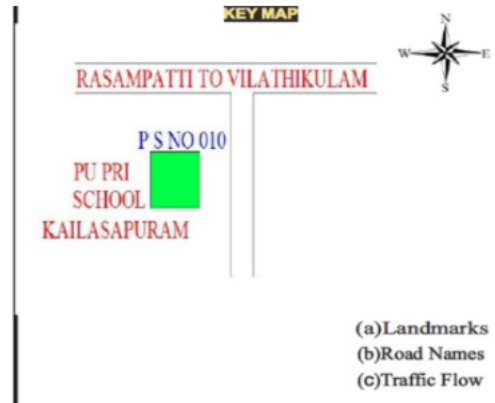 KEY MAP
N
W E
S
RASAMPATTI TO VILATHIKULAM
P S NO 010
PU PRI
SCHOOL
KAILASAPURAM
(a)Landmarks
(b)Road Names
(c)Traffic Flow